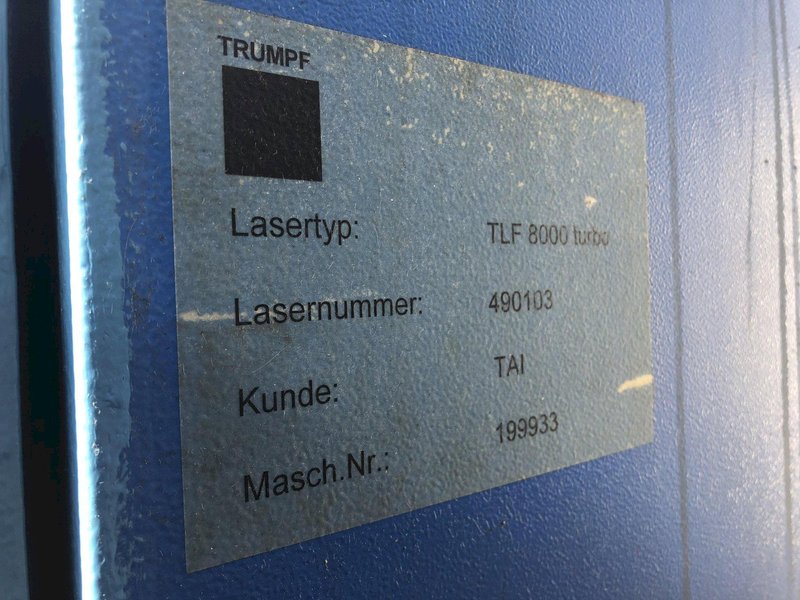 TRUMPF
Lasertyp: TLF 8000 turbo
Lasernummer: 490103
Kunde: TAI
Masch.Nr.: 199933